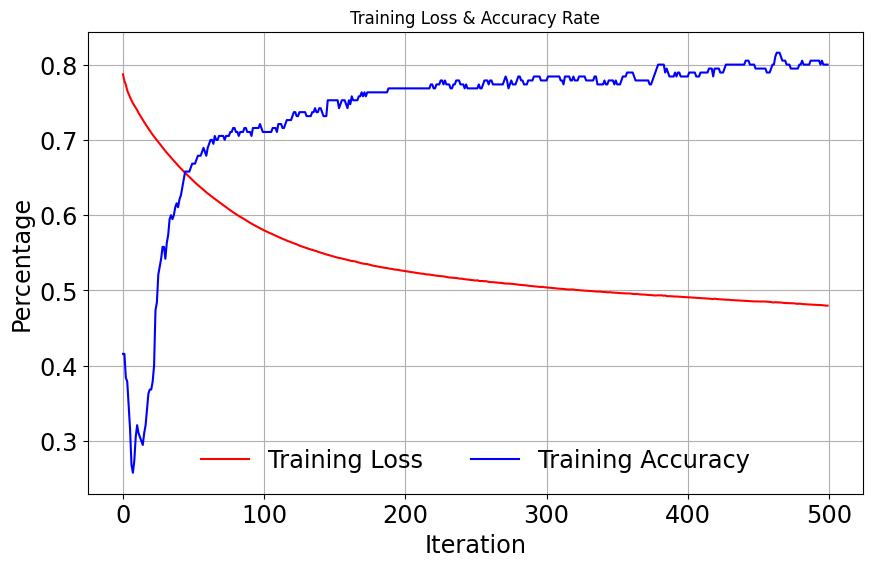 Training Loss & Accuracy Rate
Percentage
0.8
0.7
0.6
0.5
0.4
0.3
Training Loss
Training Accuracy
0 100 200 300 400 500
Iteration